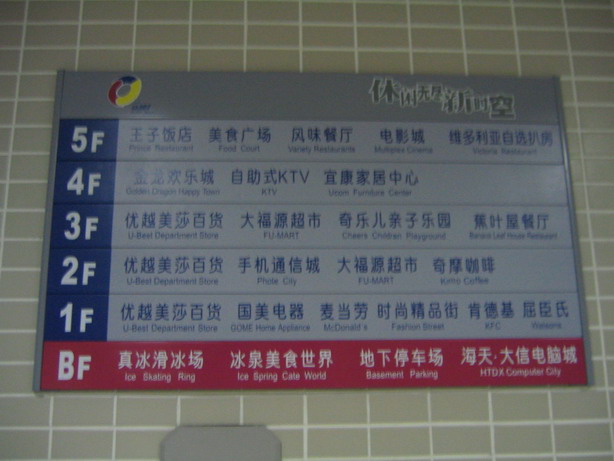 休闲无尽新时空
5F 王子饭店 美食广场 风味餐厅 电影城 维多利亚自选扒房
Prince Restaurant Food Court Variety Restaurants Multiplex Cinema Victoria Restaurant
4F 金龙欢乐城 自助式KTV 宜康家居中心
Golden Dragon Happy Town KTV Ucom Furniture Center
3F 优越美莎百货 大福源超市 奇乐儿亲子乐园 蕉叶屋餐厅
U-Best Department Store FU-MART Cheers Children Playground Banana Leaf House Restaurant
2F 优越美莎百货 手机通信城 大福源超市 奇摩咖啡
U-Best Department Store Phote City FU-MART Kimo Coffee
1F 优越美莎百货 国美电器 麦当劳 时尚精品街 肯德基 屈臣氏
U-Best Department Store GOME Home Appliance McDonald's Fashion Street KFC Watsons
BF 真冰滑冰场 冰泉美食世界 地下停车场 海天·大信电脑城
Ice Skating Ring Ice Spring Cate World Basement Parking HTDX Computer City